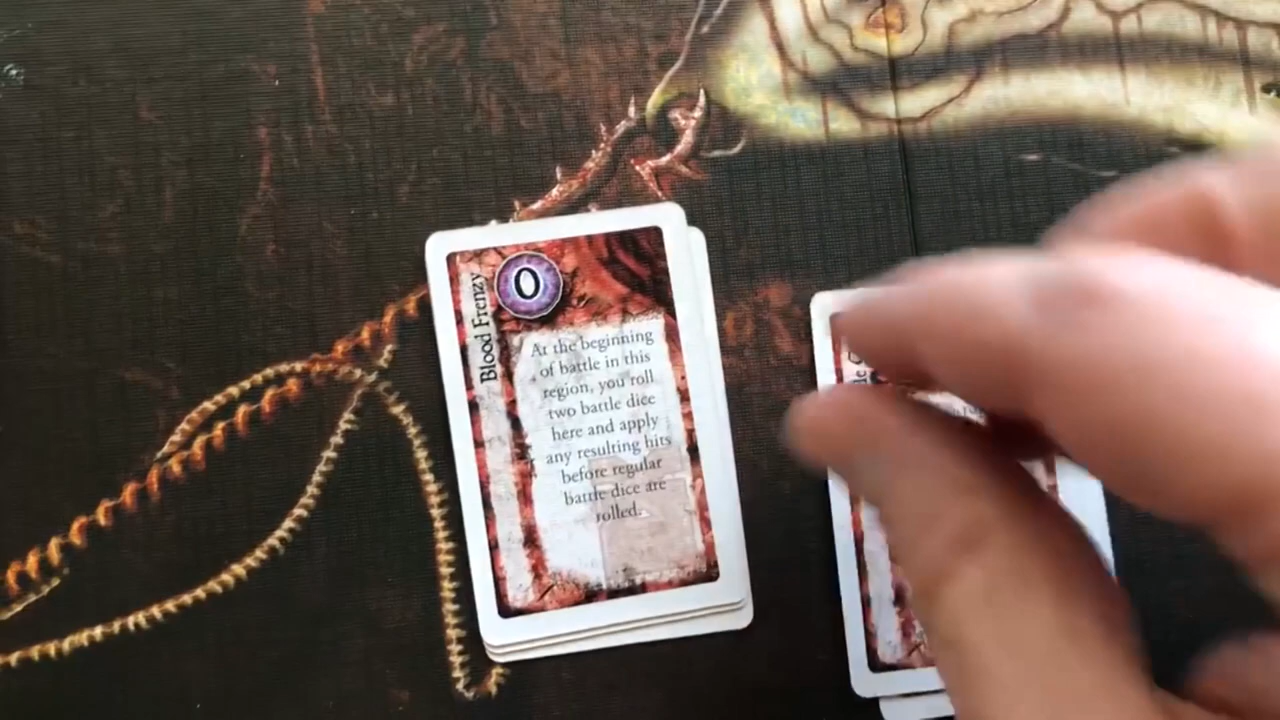 Blood Frenzy
0
At the beginning
of battle in this
region, you roll
two battle dice
here and apply
any resulting hits
before regular
battle dice are
rolled.